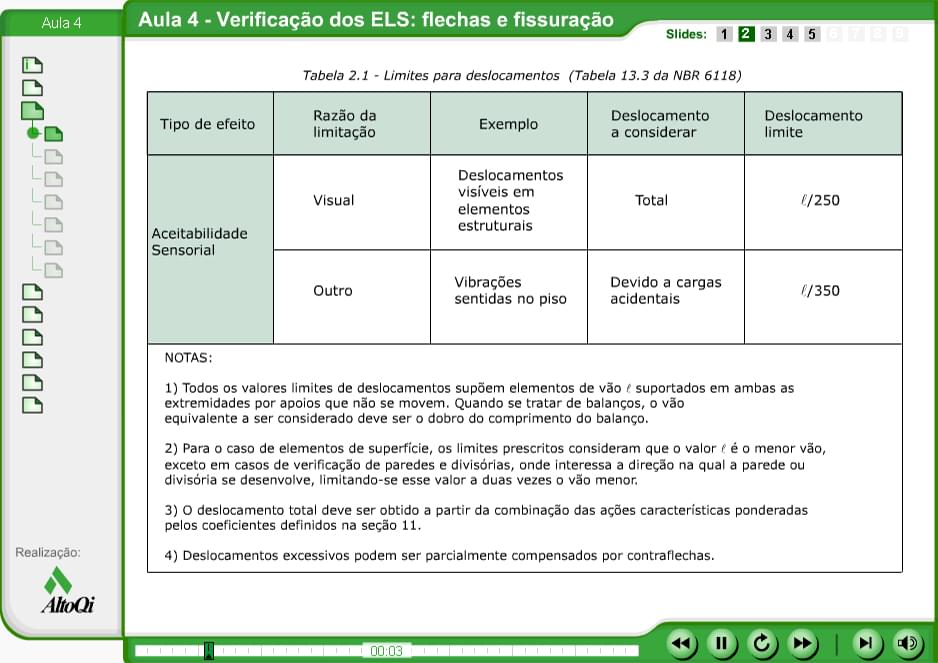 Aula 4
Aula 4 - Verificação dos ELS: flechas e fissuração
Slides: 1 2 3 4 5 6 7 8 9
Tabela 2.1 - Limites para deslocamentos (Tabela 13.3 da NBR 6118)
Tipo de efeito
Razão da
limitação
Exemplo
Deslocamento
a considerar
Deslocamento
limite
Aceitabilidade
Sensorial
Visual
Deslocamentos
visíveis em
elementos
estruturais
Total
ℓ/250
Outro
Vibrações
sentidas no piso
Devido a cargas
acidentais
ℓ/350
NOTAS:
1) Todos os valores limites de deslocamentos supõem elementos de vão ℓ suportados em ambas as
extremidades por apoios que não se movem. Quando se tratar de balanços, o vão
equivalente a ser considerado deve ser o dobro do comprimento do balanço.
2) Para o caso de elementos de superfície, os limites prescritos consideram que o valor ℓ é o menor vão,
exceto em casos de verificação de paredes e divisórias, onde interessa a direção na qual a parede ou
divisória se desenvolve, limitando-se esse valor a duas vezes o vão menor.
3) O deslocamento total deve ser obtido a partir da combinação das ações características ponderadas
pelos coeficientes definidos na seção 11.
4) Deslocamentos excessivos podem ser parcialmente compensados por contraflechas.
Realização:
AltoQi
00:03